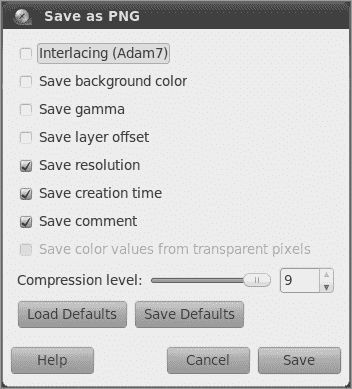 Save as PNG
Interlacing (Adam7)
Save background color
Save gamma
Save layer offset
Save resolution
Save creation time
Save comment
Save color values from transparent pixels
Compression level: 9
Load Defaults Save Defaults
Help Cancel Save